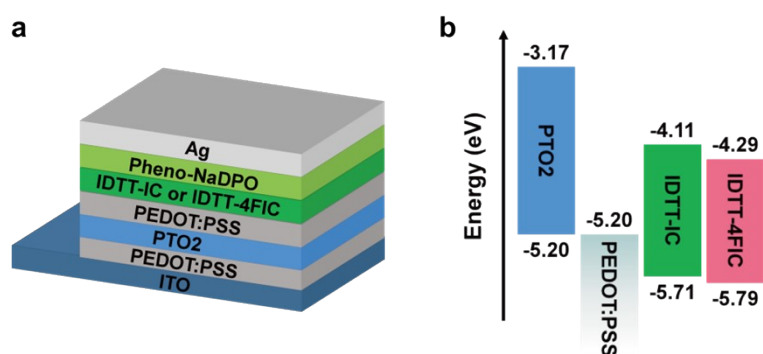 a
Ag
Pheno-NaDPO
IDTT-IC or IDTT-4FIC
PEDOT:PSS
PTO2
PEDOT:PSS
ITO
b
Energy (eV)
-3.17
PTO2
-5.20
-5.20
PEDOT:PSS
-4.11
IDTT-IC
-5.71
-4.29
IDTT-4FIC
-5.79